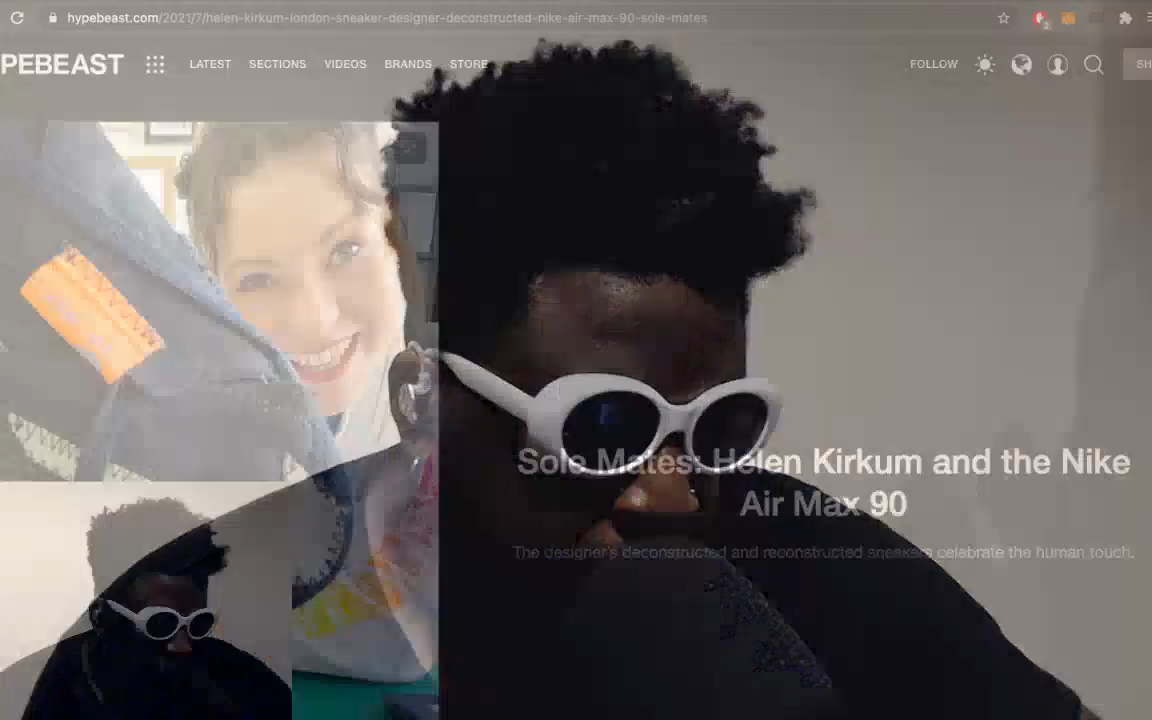 hypebeast.com/2021/7/helen-kirkum-london-sneaker-designer-deconstructed-nike-air-max-90-sole-mates
PEBEAST LATEST SECTIONS VIDEOS BRANDS STORE FOLLOW SH
Sole Mates: Helen Kirkum and the Nike
Air Max 90
The designer's deconstructed and reconstructed sneakers celebrate the human touch.